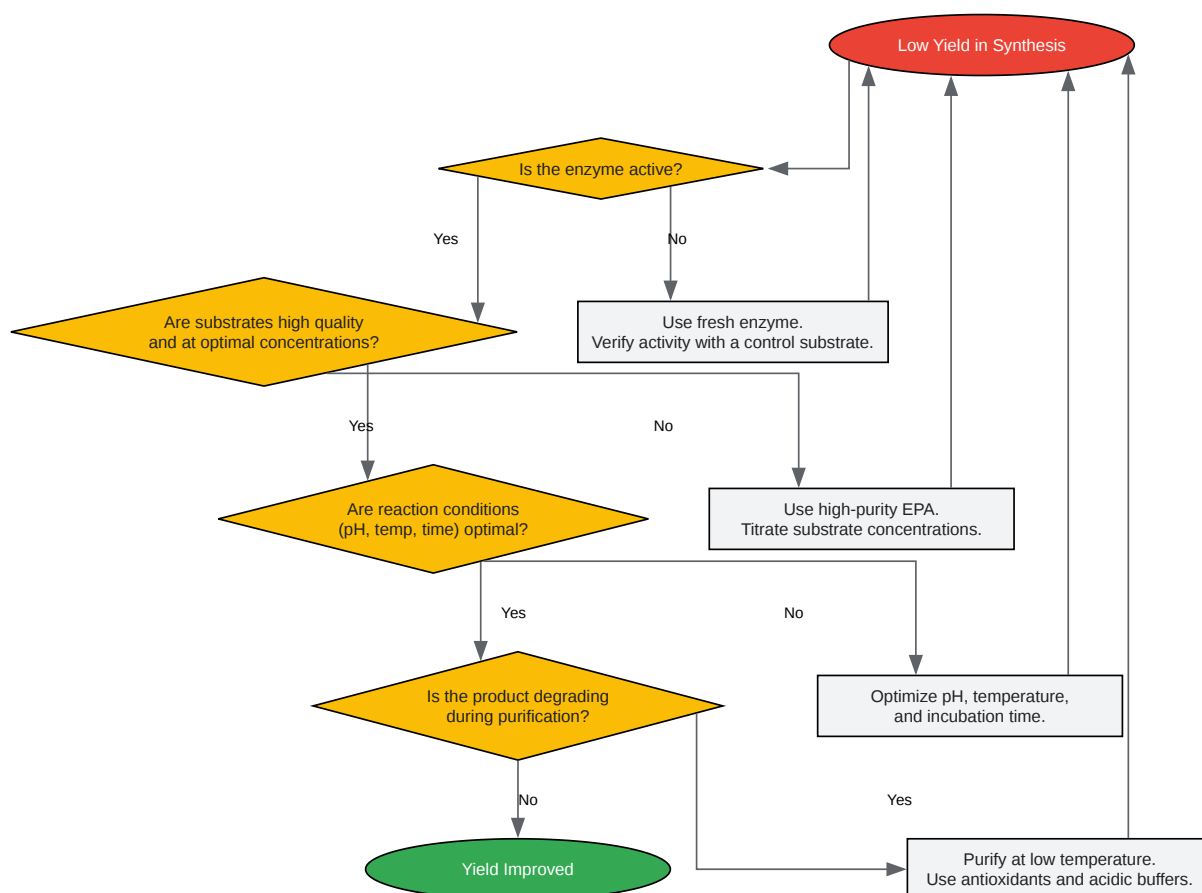 Low Yield in Synthesis
Is the enzyme active?
Yes
No
Are substrates high quality
and at optimal concentrations?
Use fresh enzyme.
Verify activity with a control substrate.
Yes
No
Are reaction conditions
(pH, temp, time) optimal?
Use high-purity EPA.
Titrate substrate concentrations.
Yes
No
Is the product degrading
during purification?
Optimize pH, temperature,
and incubation time.
No
Yes
Yield Improved
Purify at low temperature.
Use antioxidants and acidic buffers.